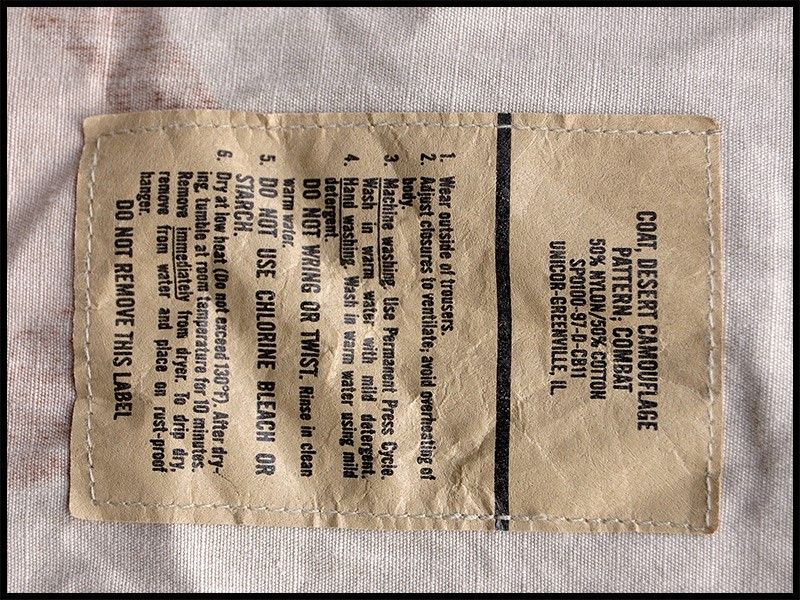 COAT, DESERT CAMOUFLAGE
PATTERN, COMBAT
50% NYLON/50% COTTON
SPO100-97-D-CG11
UNICOR-GREENVILLE, IL
1. Wear outside of trousers.
2. Adjust closures to ventilate, avoid overheating of
body.
3. Machine washing. Use Permanent Press Cycle.
Wash in warm water with mild detergent.
4. Hand washing. Wash in warm water using mild
detergent.
DO NOT WRING OR TWIST. Rinse in clean
warm water.
5. DO NOT USE CHLORINE BLEACH OR
STARCH.
6. Dry at low heat (Do not exceed 130°F). After dry-
ing, tumble at room temperature for 10 minutes.
Remove immediately from dryer. To drip dry,
remove from water and place on rust-proof
hanger.
DO NOT REMOVE THIS LABEL